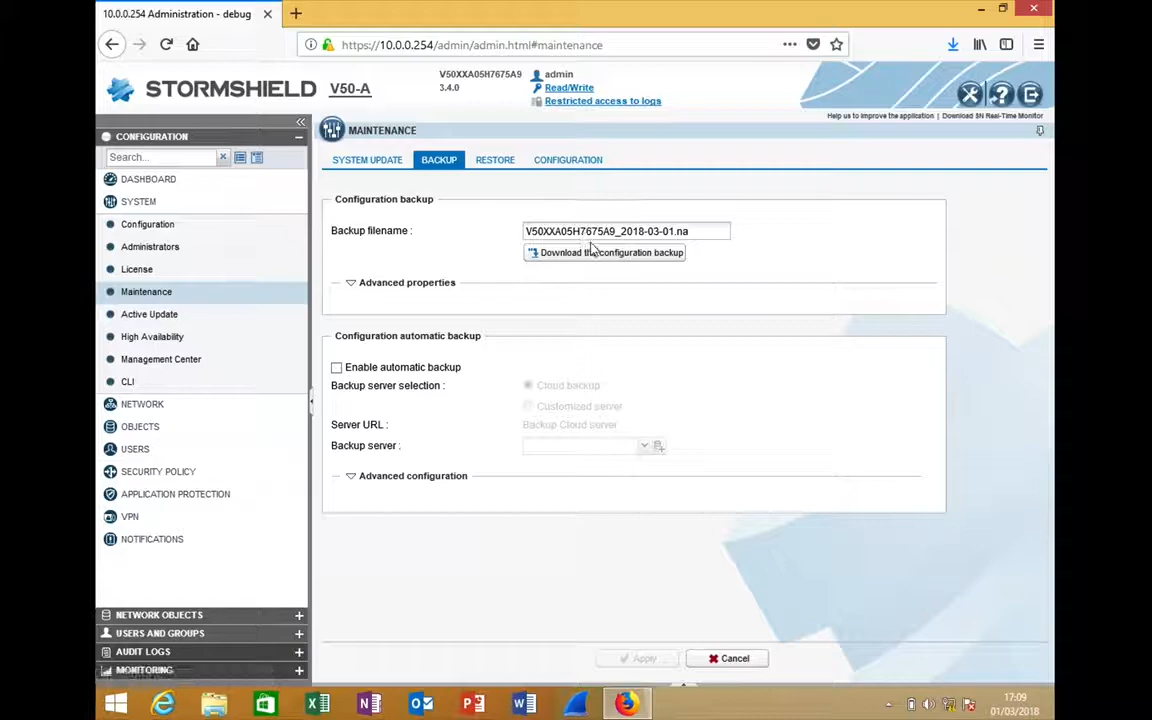 10.0.0.254 Administration - debug
https://10.0.0.254/admin/admin.html#maintenance
STORMSHIELD V50-A
V50XXA05H7675A9
3.4.0
admin
Read/Write
Restricted access to logs
Help us to improve the application | Download SN Real-Time Monitor
CONFIGURATION
Search...
DASHBOARD
SYSTEM
Configuration
Administrators
License
Maintenance
Active Update
High Availability
Management Center
CLI
NETWORK
OBJECTS
USERS
SECURITY POLICY
APPLICATION PROTECTION
VPN
NOTIFICATIONS
NETWORK OBJECTS
USERS AND GROUPS
AUDIT LOGS
MONITORING
MAINTENANCE
SYSTEM UPDATE BACKUP RESTORE CONFIGURATION
Configuration backup
Backup filename : V50XXA05H7675A9_2018-03-01.na
Download the configuration backup
Advanced properties
Configuration automatic backup
Enable automatic backup
Backup server selection : Cloud backup
Customized server
Server URL : Backup Cloud server
Backup server :
Advanced configuration
Apply Cancel
17:09
01/03/2018